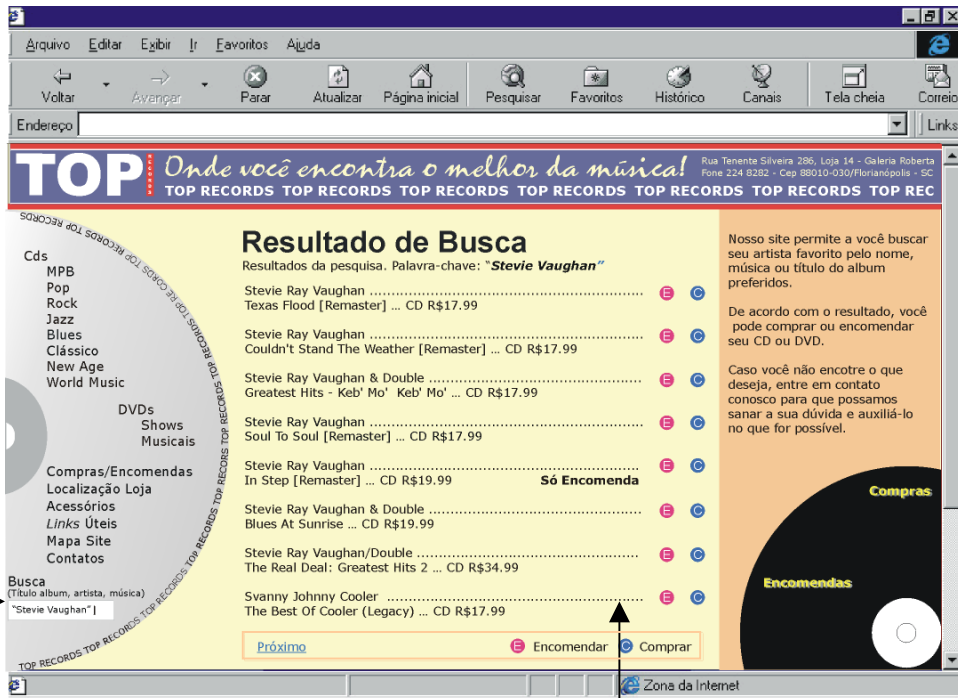 Arquivo Editar Exibir Ir Favoritos Ajuda
Voltar Avençer Parar Atualizar Página inicial Pesquisar Favoritos Histórico Canais Tela cheia Correio
Endereço Links
TOP RECORDS Onde você encontra o melhor da música!
Rua Tenente Silveira 286, Loja 14 - Galeria Roberta
Fone 224 8282 - Cep 88010-030/Florianópolis - SC
TOP RECORDS TOP RECORDS TOP RECORDS TOP RECORDS TOP RECORDS TOP RECORDS TOP REC
Cds
MPB
Pop
Rock
Jazz
Blues
Clássico
New Age
World Music
DVDs
Shows
Musicais
Compras/Encomendas
Localização Loja
Acessórios
Links Úteis
Mapa Site
Contatos
Busca
(Título album, artista, música)
"Stevie Vaughan"|
Resultado de Busca
Resultados da pesquisa. Palavra-chave: "Stevie Vaughan"
Stevie Ray Vaughan ........................................................ E C
Texas Flood [Remaster] ... CD R$17.99
Stevie Ray Vaughan ........................................................ E C
Couldn't Stand The Weather [Remaster] ... CD R$17.99
Stevie Ray Vaughan & Double ........................................... E C
Greatest Hits - Keb' Mo' Keb' Mo' ... CD R$17.99
Stevie Ray Vaughan ........................................................ E C
Soul To Soul [Remaster] ... CD R$17.99
Stevie Ray Vaughan ........................................................ E C
In Step [Remaster] ... CD R$19.99 Só Encomenda
Stevie Ray Vaughan & Double ........................................... E C
Blues At Sunrise ... CD R$19.99
Stevie Ray Vaughan/Double .............................................. E C
The Real Deal: Greatest Hits 2 ... CD R$34.99
Svanny Johnny Cooler ..................................................... E C
The Best Of Cooler (Legacy) ... CD R$17.99
Próximo E Encomendar C Comprar
Nosso site permite a você buscar
seu artista favorito pelo nome,
música ou título do album
preferidos.
De acordo com o resultado, você
pode comprar ou encomendar
seu CD ou DVD.
Caso você não encotre o que
deseja, entre em contato
conosco para que possamos
sanar a sua dúvida e auxiliá-lo
no que for possível.
Compras
Encomendas
Zona da Internet